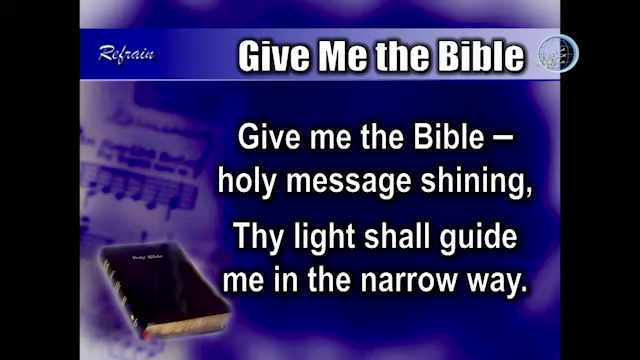 Refrain
Give Me the Bible
Give me the Bible –
holy message shining,
Thy light shall guide
me in the narrow way.
Holy Bible